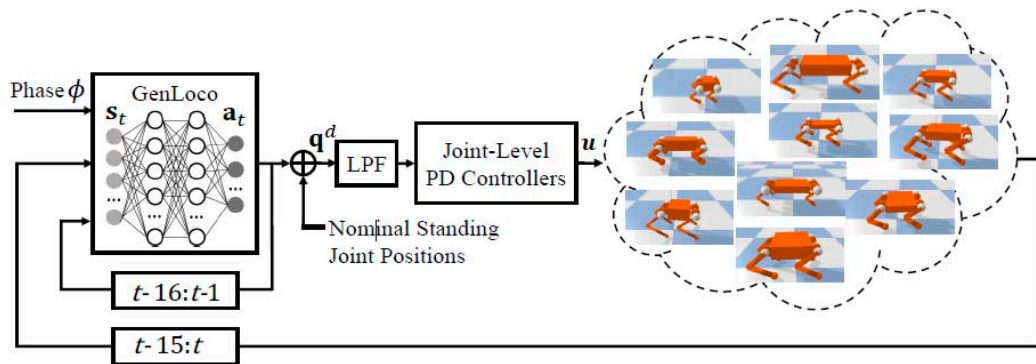 Phase ϕ
GenLoco
s_t
a_t
...
...
...
...
q^d
LPF
Joint-Level
PD Controllers
u
Nominal Standing
Joint Positions
t-16:t-1
t-15:t